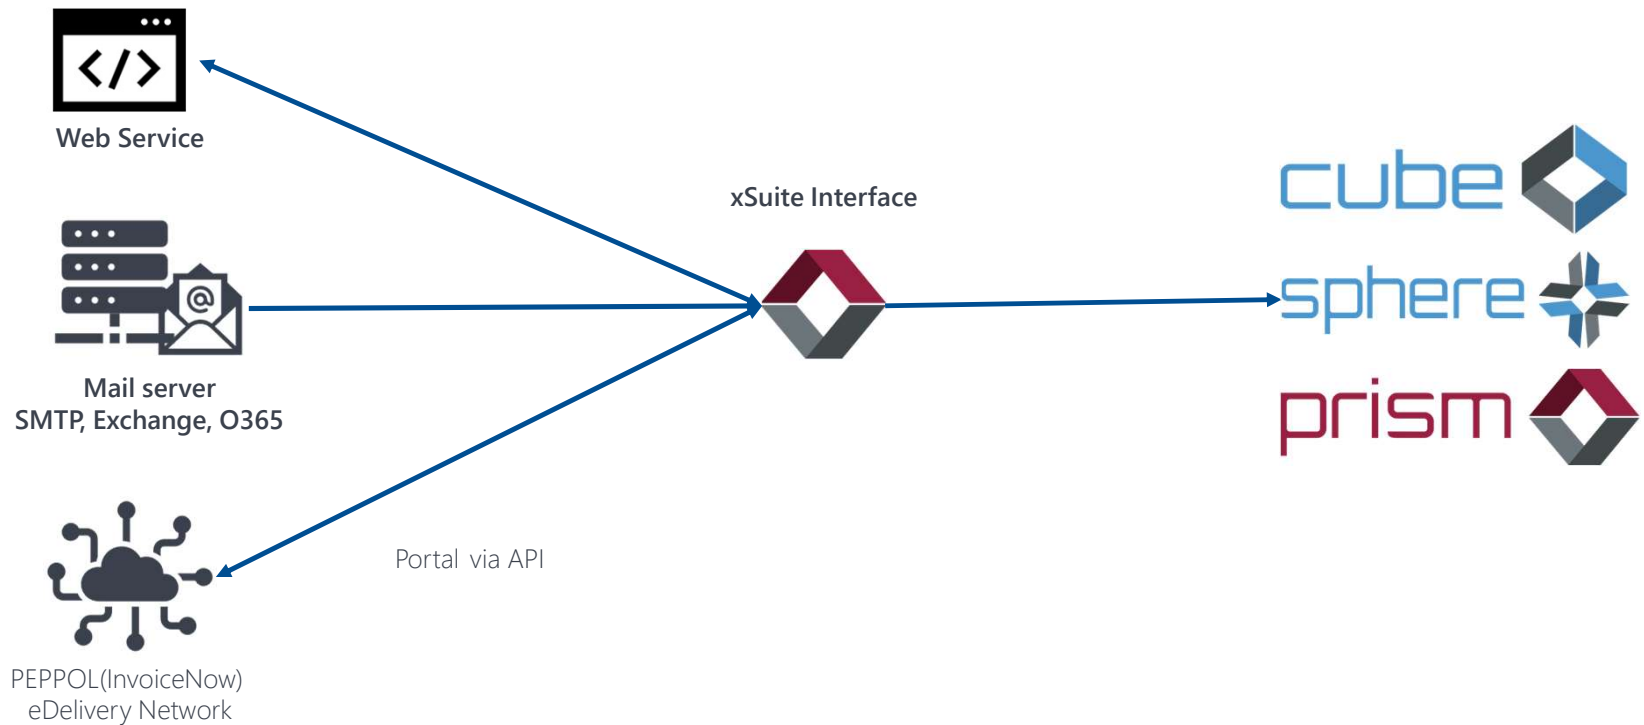 </>
Web Service
xSuite Interface
cube
@
sphere
Mail server
SMTP, Exchange, O365
prism
Portal via API
PEPPOL(InvoiceNow)
eDelivery Network